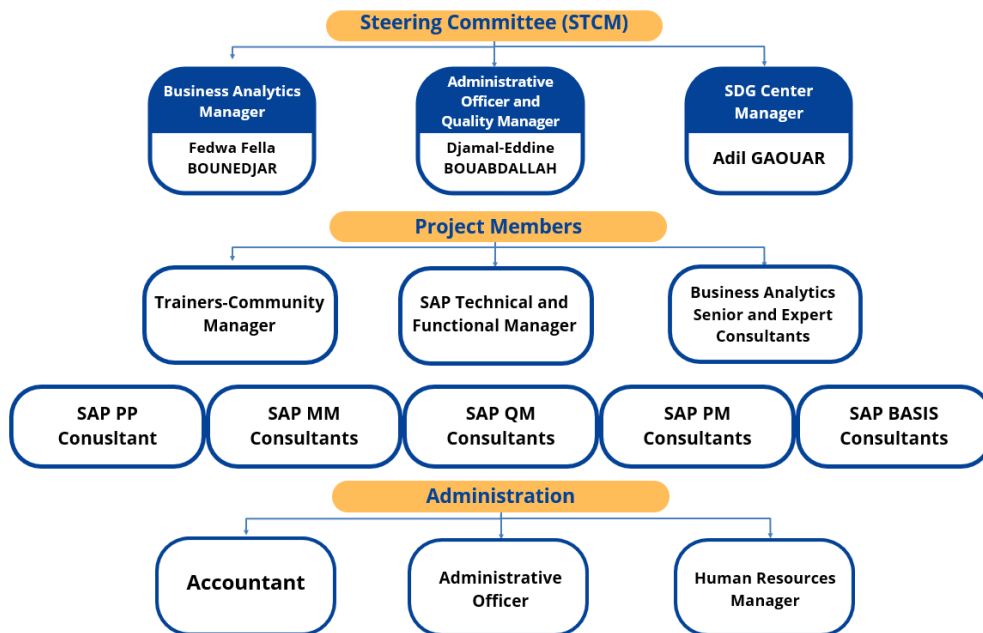 Steering Committee (STCM)
Business Analytics
Manager
Fedwa Fella
BOUNEDJAR
Administrative
Officer and
Quality Manager
Djamal-Eddine
BOUABDALLAH
SDG Center
Manager
Adil GAOUAR
Project Members
Trainers-Community
Manager
SAP Technical and
Functional Manager
Business Analytics
Senior and Expert
Consultants
SAP PP
Conusltant
SAP MM
Consultants
SAP QM
Consultants
SAP PM
Consultants
SAP BASIS
Consultants
Administration
Accountant
Administrative
Officer
Human Resources
Manager